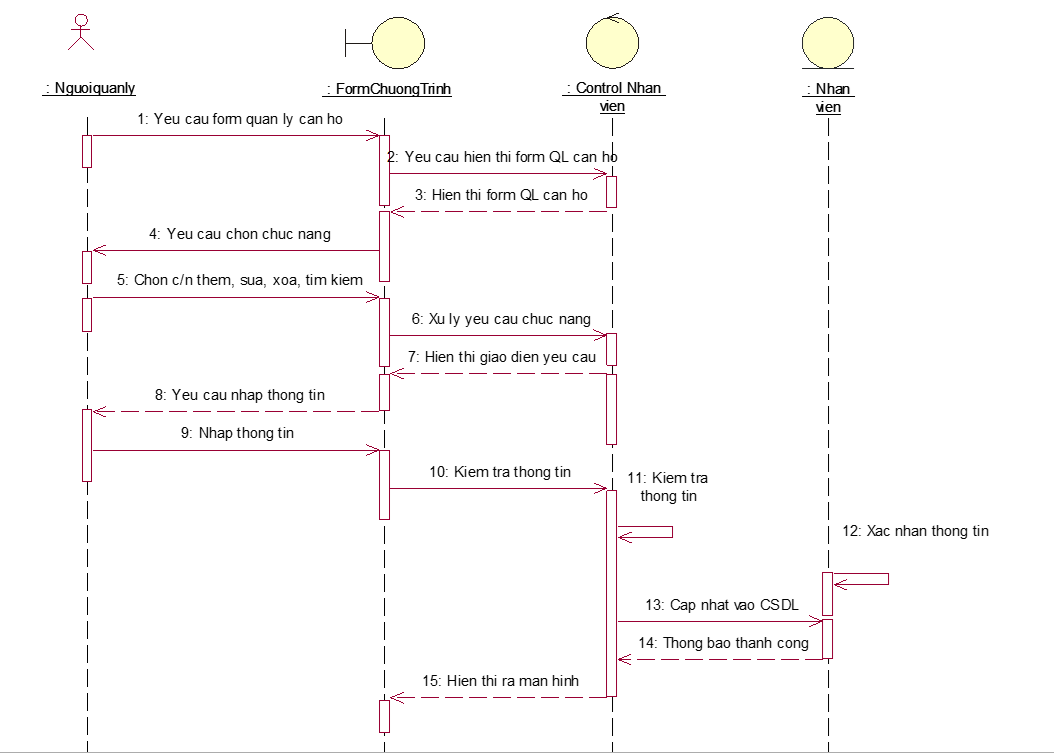 : Nguoiquanly
: FormChuongTrinh
: Control Nhan
vien
: Nhan
vien
1: Yeu cau form quan ly can ho
2: Yeu cau hien thi form QL can ho
3: Hien thi form QL can ho
4: Yeu cau chon chuc nang
5: Chon c/n them, sua, xoa, tim kiem
6: Xu ly yeu cau chuc nang
7: Hien thi giao dien yeu cau
8: Yeu cau nhap thong tin
9: Nhap thong tin
10: Kiem tra thong tin
11: Kiem tra
thong tin
12: Xac nhan thong tin
13: Cap nhat vao CSDL
14: Thong bao thanh cong
15: Hien thi ra man hinh